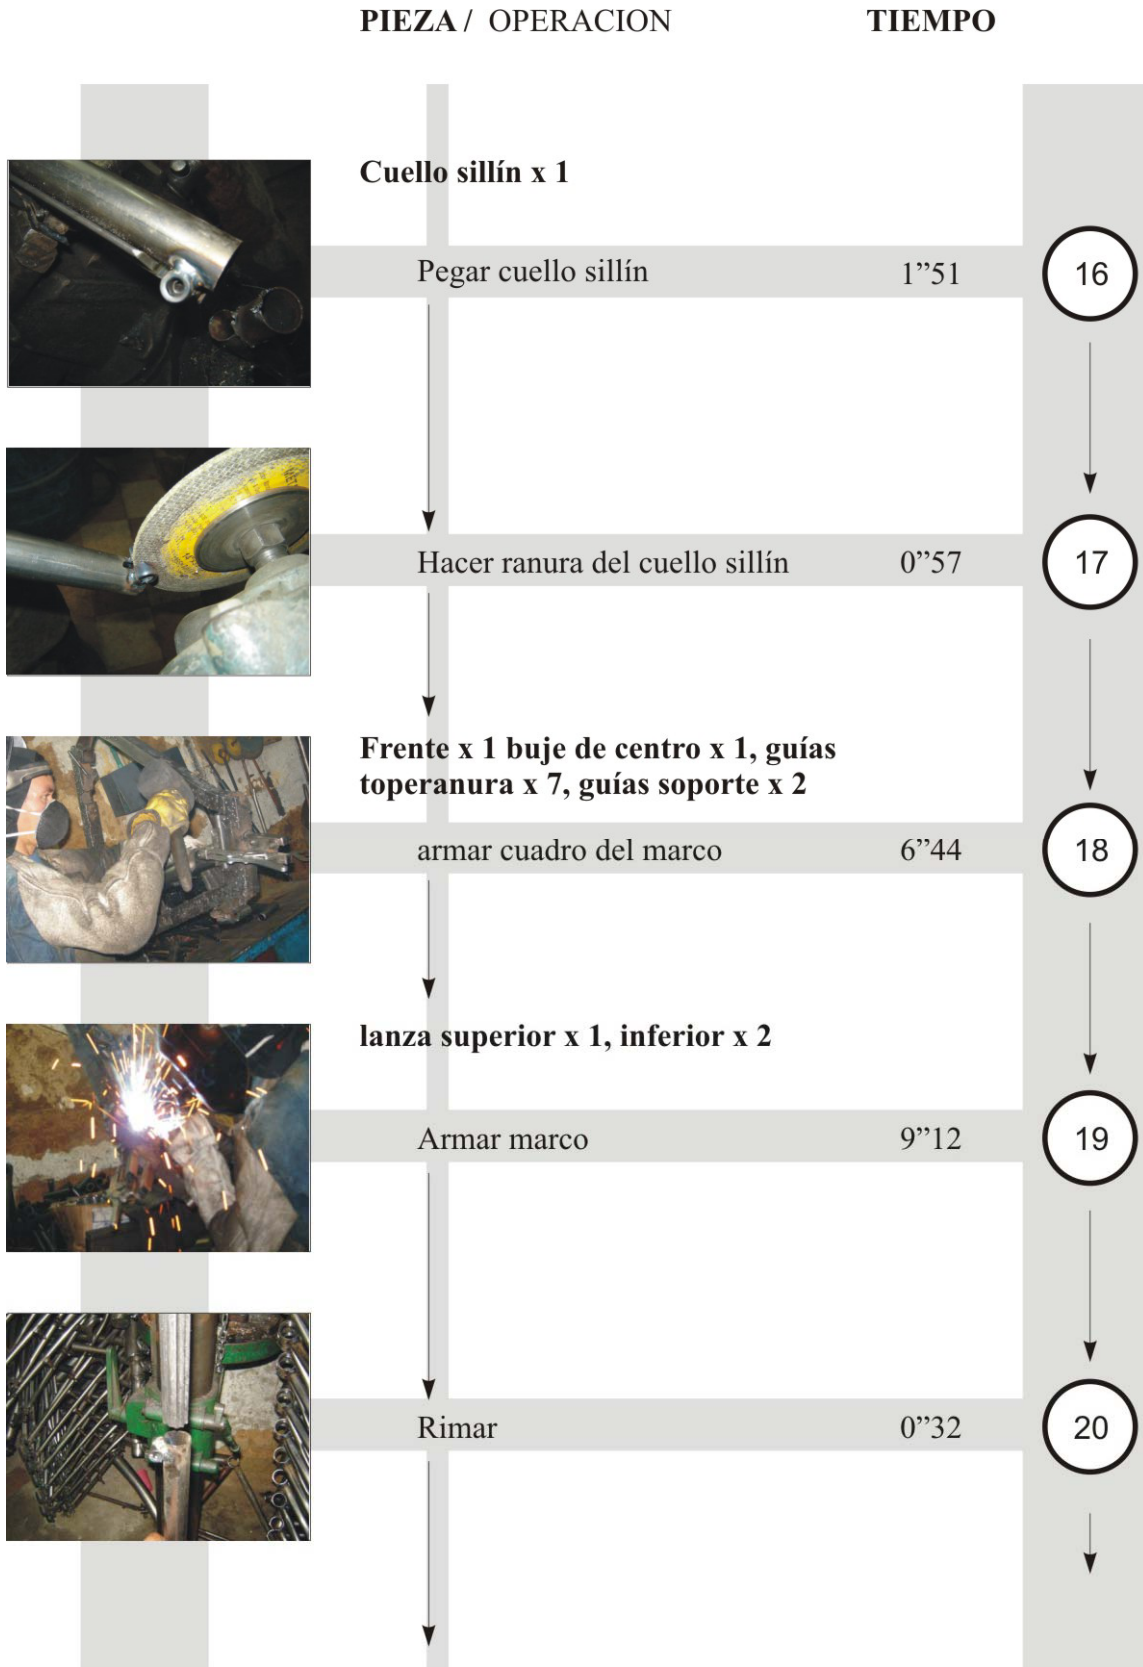 PIEZA / OPERACION TIEMPO
Cuello sillín x 1
Pegar cuello sillín 1”51 16
Hacer ranura del cuello sillín 0”57 17
Frente x 1 buje de centro x 1, guías
toperanura x 7, guías soporte x 2
armar cuadro del marco 6”44 18
lanza superior x 1, inferior x 2
Armar marco 9”12 19
Rimar 0”32 20